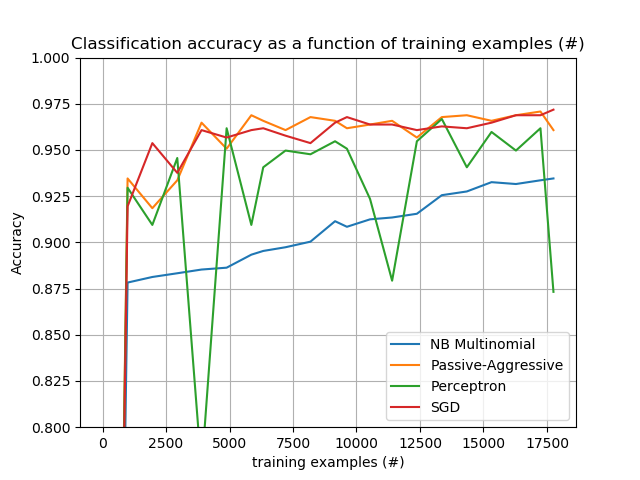 Classification accuracy as a function of training examples (#)
1.000
0.975
0.950
0.925
0.900
0.875
0.850
0.825
0.800
Accuracy
NB Multinomial
Passive-Aggressive
Perceptron
SGD
0 2500 5000 7500 10000 12500 15000 17500
training examples (#)